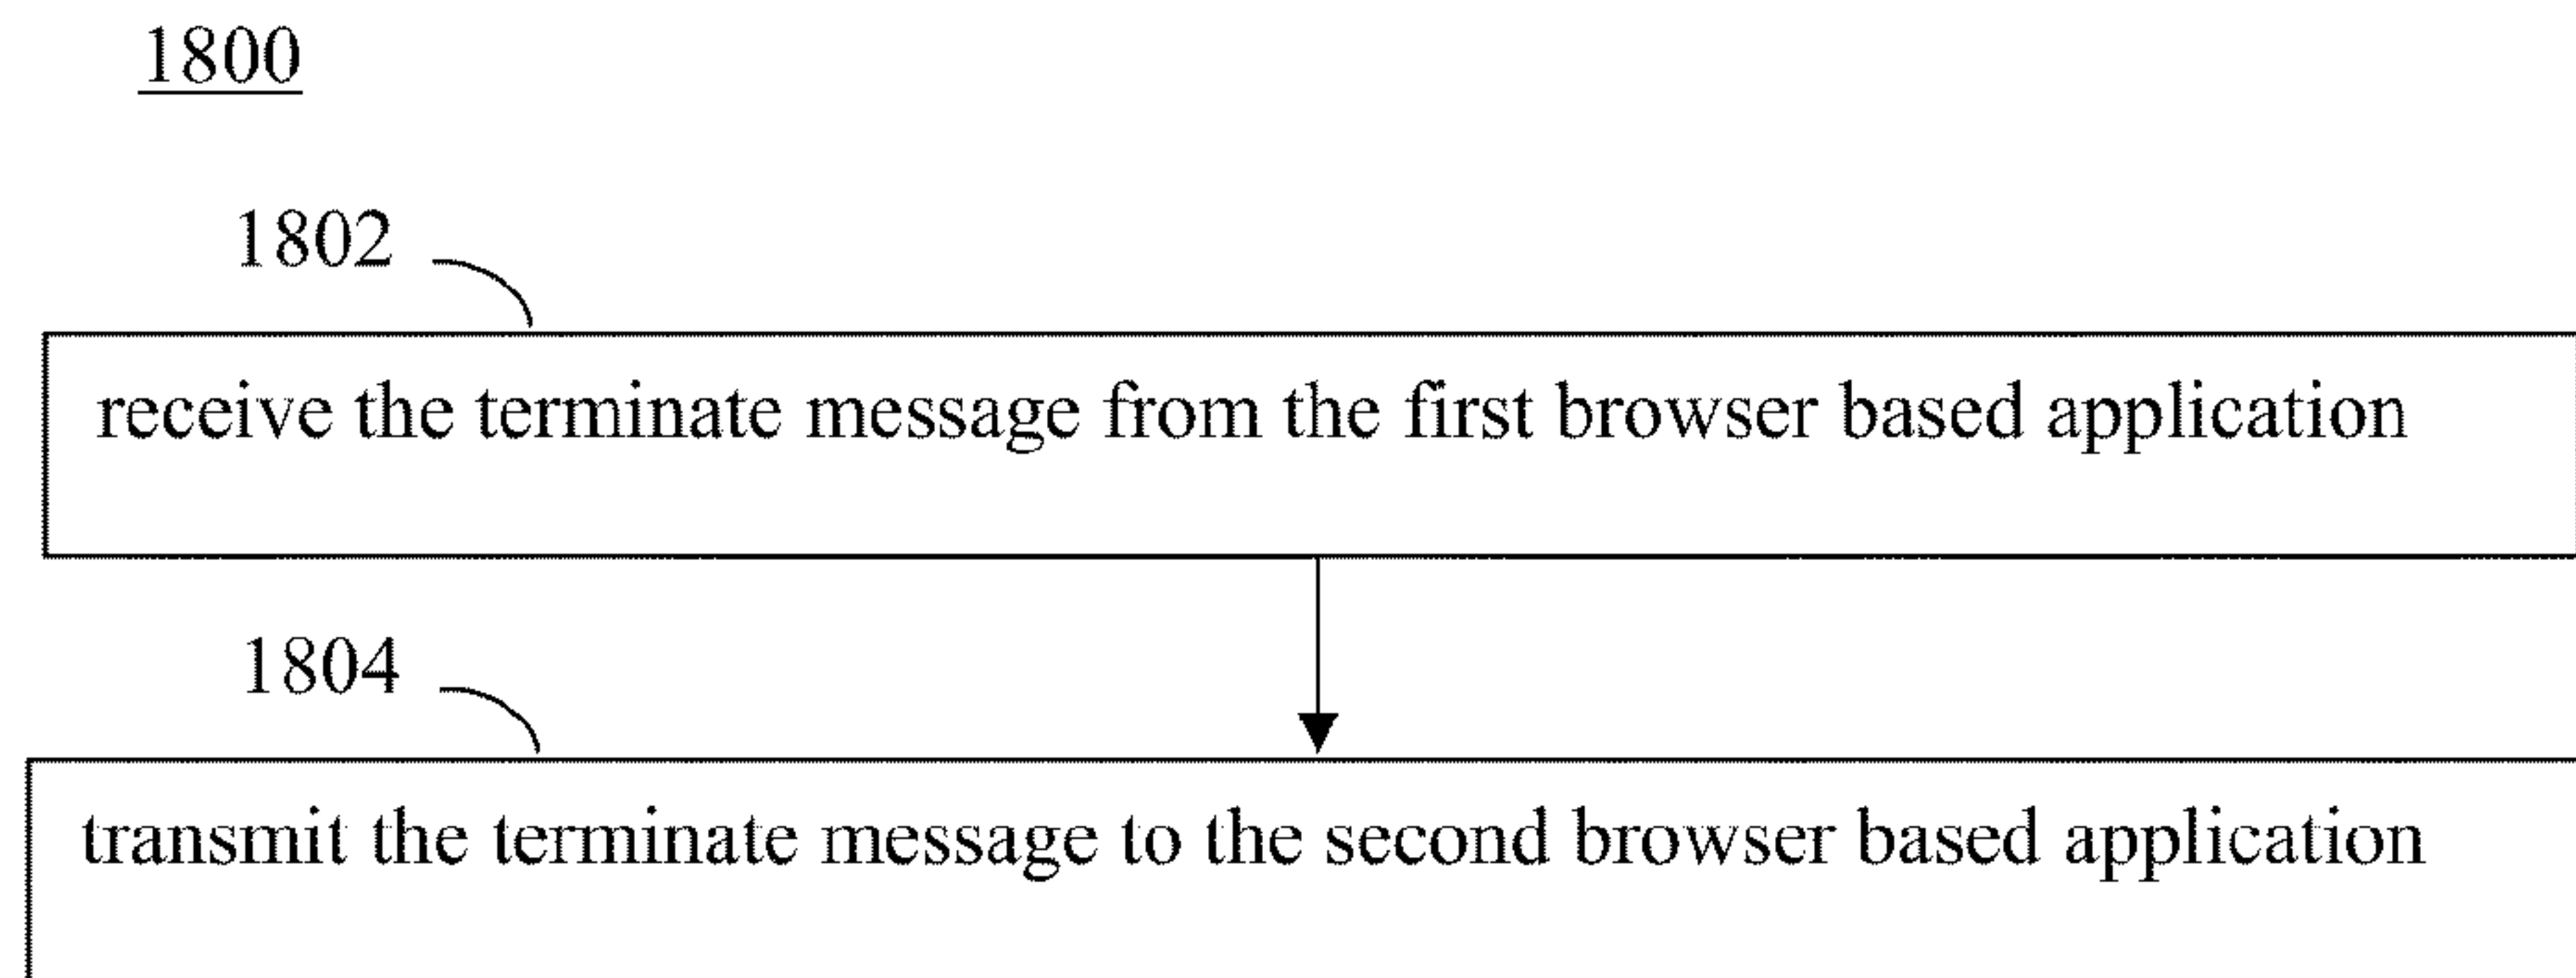 1800
1802
receive the terminate message from the first browser based application
1804
transmit the terminate message to the second browser based application